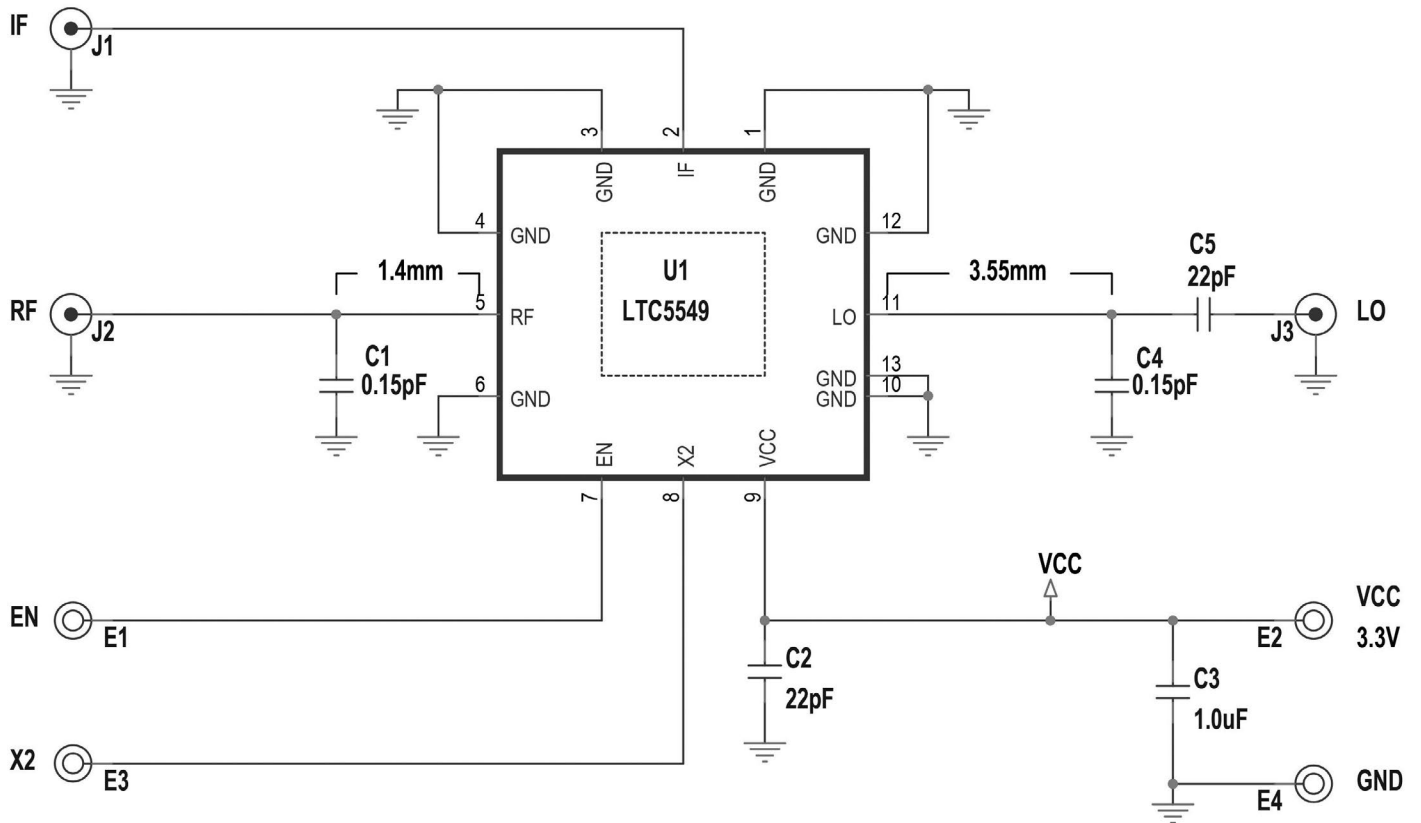 IF
J1
3
2
1
GND
IF
GND
4
GND
GND
12
1.4mm
U1
LTC5549
3.55mm
C5
22pF
RF
J2
5
RF
LO
11
J3
LO
C1
0.15pF
C4
0.15pF
6
GND
GND
13
GND
10
EN
X2
VCC
7
8
9
VCC
EN
E1
E2
VCC
3.3V
C2
22pF
C3
1.0uF
X2
E3
E4
GND